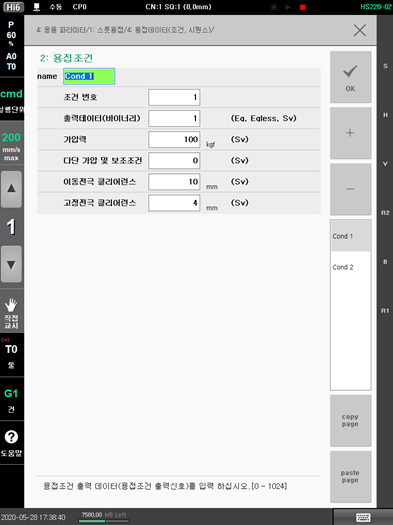 Hi6 수동 CP0 CN:1 SQ:1 (0,0mm) HS220-02
P
60
%
A0
T0
cmd
실행단위
200
mm/s
max
1
직접
교시
T0
툴
G1
건
?
도움말
4: 응용 파라미터/1: 스폿용접/4: 용접데이터(조건, 시퀀스)/
2: 용접조건
name Cond 1
조건 번호 1
출력데이터(바이너리) 1 (Eq, Eqless, Sv)
가압력 100 kgf (Sv)
다단 가압 및 보조조건 0 (Sv)
이동전극 클리어런스 10 mm (Sv)
고정전극 클리어런스 4 mm (Sv)
용접조건 출력 데이터(용접조건 출력신호)를 입력 하십시오.[0 - 1024]
OK
+
-
Cond 1
Cond 2
copy
page
paste
page
S
H
V
R2
B
R1
2020-05-28 17:38:40 7580,00 MB Left